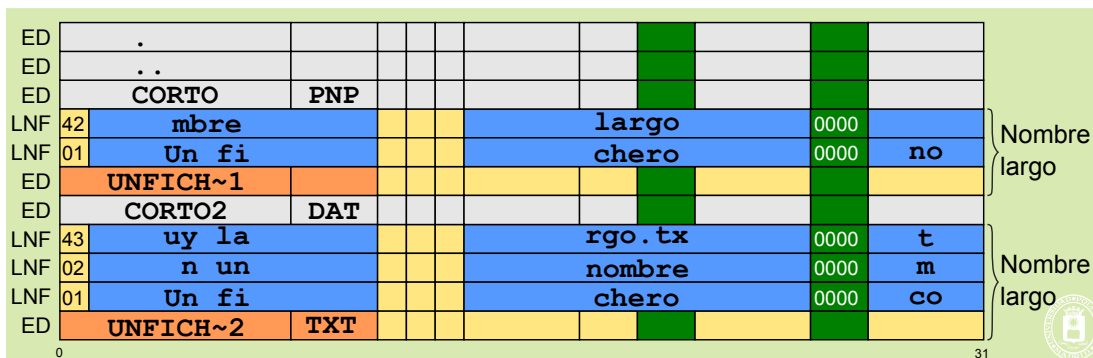 ED .
ED ..
ED CORTO PNP
LNF 42 mbre largo 0000
LNF 01 Un fi chero 0000 no
ED UNFICH~1
Nombre largo
ED CORTO2 DAT
LNF 43 uy la rgo.tx 0000 t
LNF 02 n un nombre 0000 m
LNF 01 Un fi chero 0000 co
ED UNFICH~2 TXT
Nombre largo
0 31